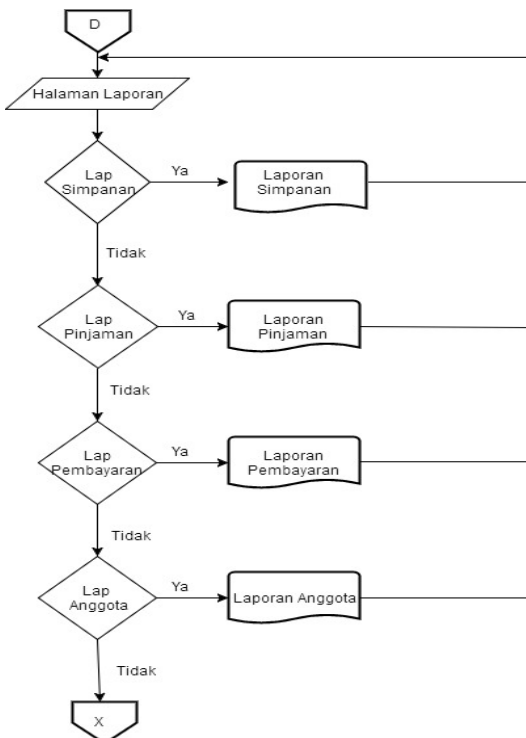 D
Halaman Laporan
Lap
Simpanan
Ya
Laporan
Simpanan
Tidak
Lap
Pinjaman
Ya
Laporan
Pinjaman
Tidak
Lap
Pembayaran
Ya
Laporan
Pembayaran
Tidak
Lap
Anggota
Ya
Laporan Anggota
Tidak
X